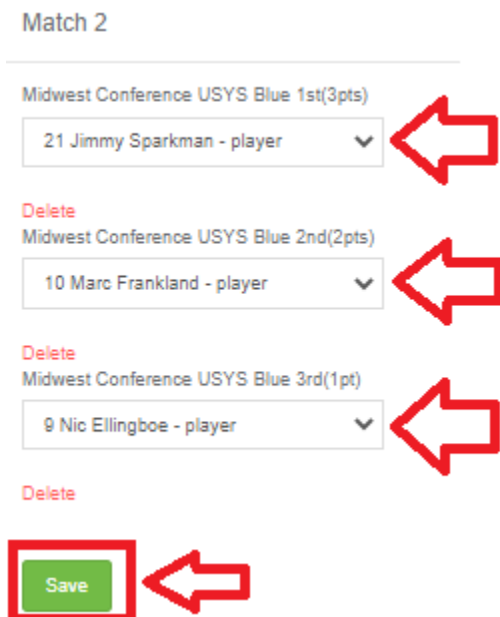 Match 2
Midwest Conference USYS Blue 1st(3pts)
21 Jimmy Sparkman - player
Delete
Midwest Conference USYS Blue 2nd(2pts)
10 Marc Frankland - player
Delete
Midwest Conference USYS Blue 3rd(1pt)
9 Nic Ellingboe - player
Delete
Save